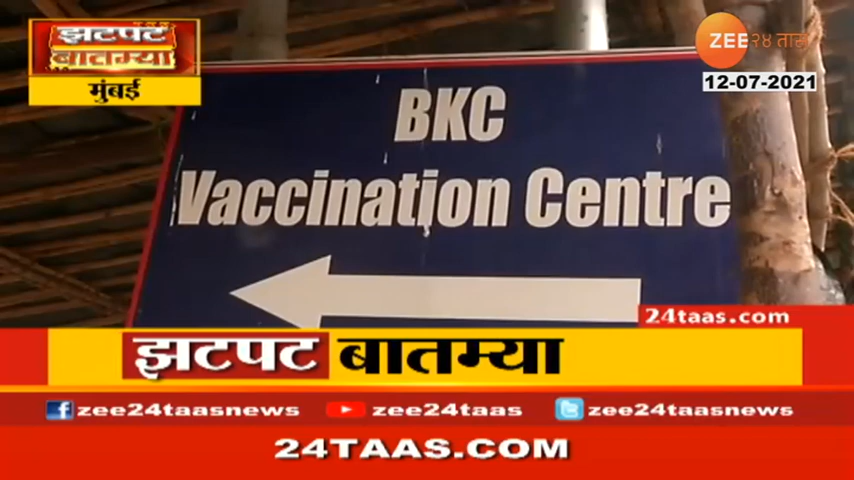 झटपट
बातम्या
मुंबई
ZEE २४ तास
12-07-2021
BKC
Vaccination Centre
24taas.com
झटपट बातम्या
zee24taasnews zee24taas zee24taasnews
24TAAS.COM